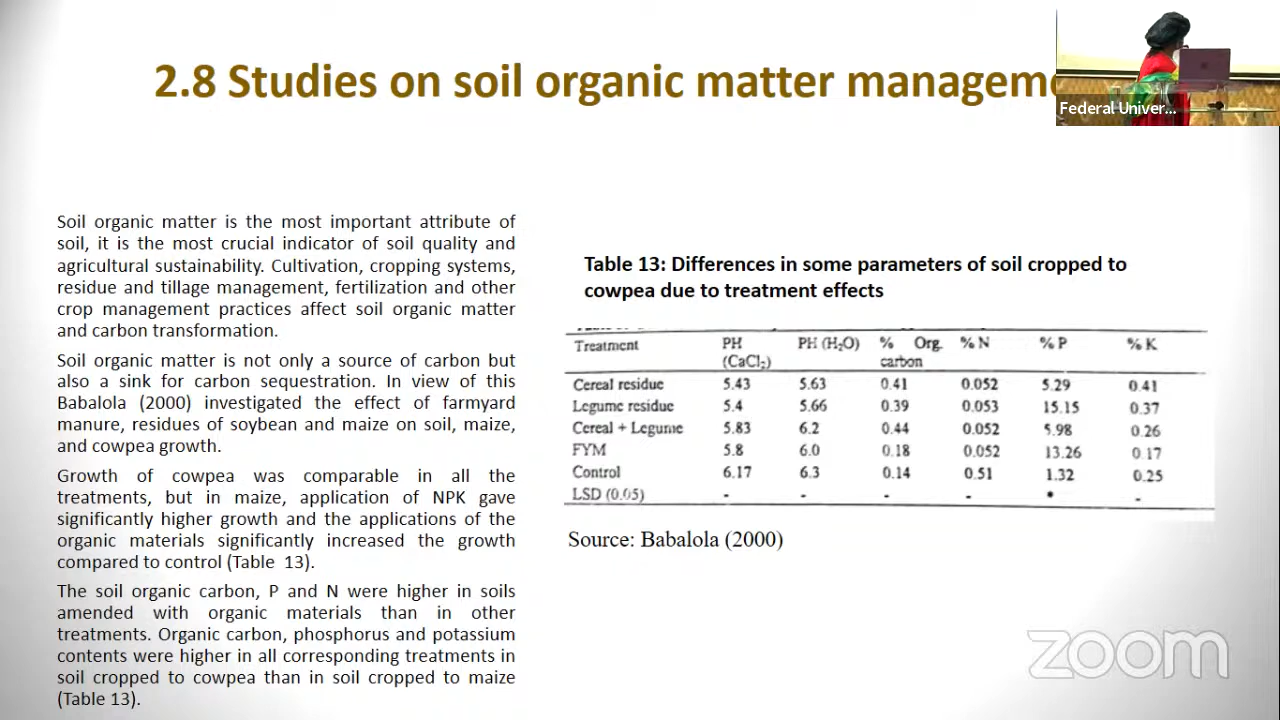 2.8 Studies on soil organic matter manageme
Federal Univer...
Soil organic matter is the most important attribute of
soil, it is the most crucial indicator of soil quality and
agricultural sustainability. Cultivation, cropping systems,
residue and tillage management, fertilization and other
crop management practices affect soil organic matter
and carbon transformation.
Soil organic matter is not only a source of carbon but
also a sink for carbon sequestration. In view of this
Babalola (2000) investigated the effect of farmyard
manure, residues of soybean and maize on soil, maize,
and cowpea growth.
Growth of cowpea was comparable in all the
treatments, but in maize, application of NPK gave
significantly higher growth and the applications of the
organic materials significantly increased the growth
compared to control (Table 13).
The soil organic carbon, P and N were higher in soils
amended with organic materials than in other
treatments. Organic carbon, phosphorus and potassium
contents were higher in all corresponding treatments in
soil cropped to cowpea than in soil cropped to maize
(Table 13).
Table 13: Differences in some parameters of soil cropped to
cowpea due to treatment effects
Treatment PH (CaCl₂) PH (H₂O) % Org. carbon % N % P % K
Cereal residue 5.43 5.63 0.41 0.052 5.29 0.41
Legume residue 5.4 5.66 0.39 0.053 15.15 0.37
Cereal + Legume 5.83 6.2 0.44 0.052 5.98 0.26
FYM 5.8 6.0 0.18 0.052 13.26 0.17
Control 6.17 6.3 0.14 0.51 1.32 0.25
LSD (0.05) - - - - * -
Source: Babalola (2000)
zoom